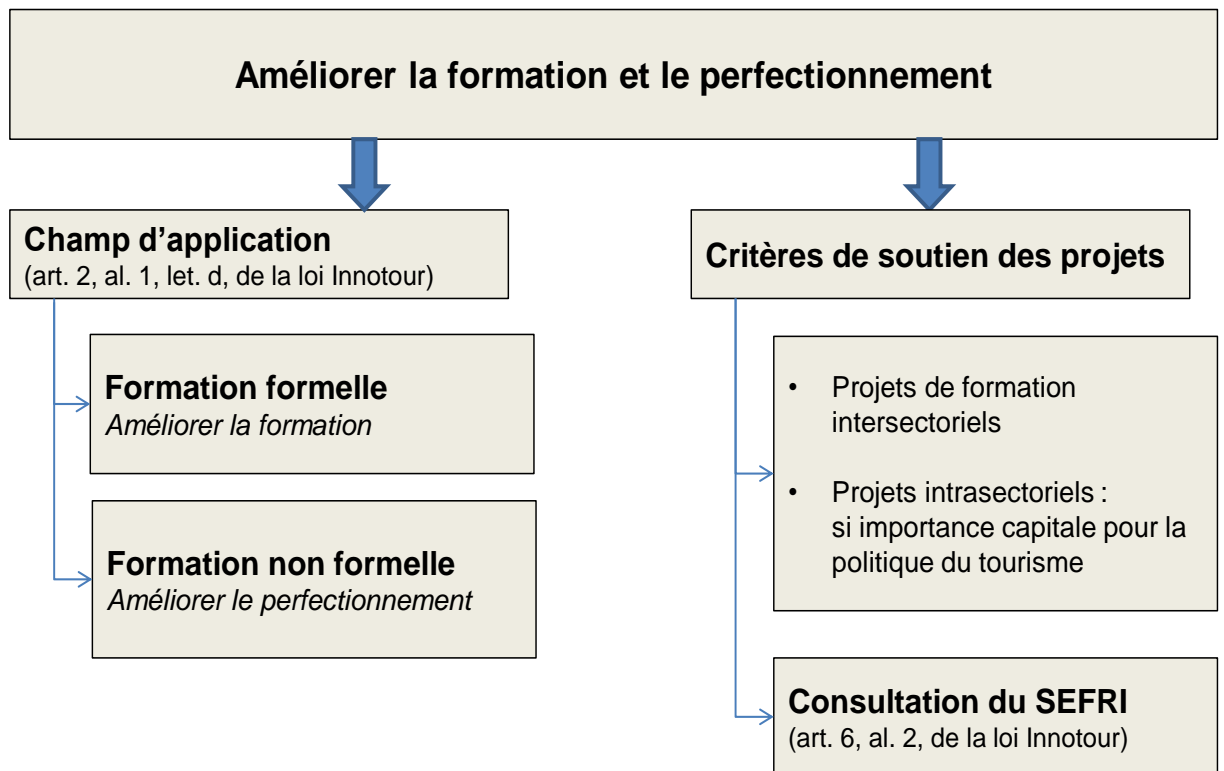 Améliorer la formation et le perfectionnement
Champ d'application
(art. 2, al. 1, let. d, de la loi Innotour)
Formation formelle
Améliorer la formation
Formation non formelle
Améliorer le perfectionnement
Critères de soutien des projets
• Projets de formation
intersectoriels
• Projets intrasectoriels :
si importance capitale pour la
politique du tourisme
Consultation du SEFRI
(art. 6, al. 2, de la loi Innotour)